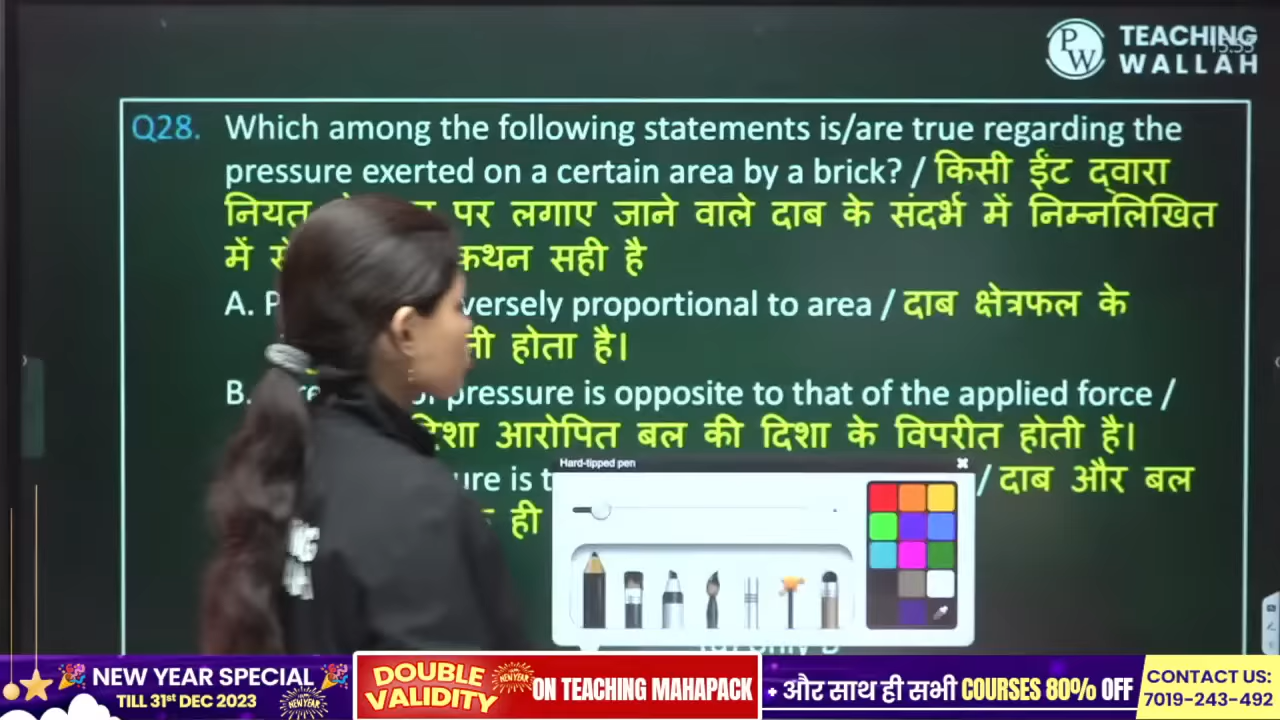 TEACHING
WALLAH
PW
15:55
Q28. Which among the following statements is/are true regarding the
pressure exerted on a certain area by a brick? / किसी ईंट द्वारा
नियत पर लगाए जाने वाले दाब के संदर्भ में निम्नलिखित
में कथन सही है
A. versely proportional to area / दाब क्षेत्रफल के
होता है।
B. pressure is opposite to that of the applied force /
आरोपित बल की दिशा के विपरीत होती है।
is / दाब और बल
ही
Hard-tipped pen
NEW YEAR SPECIAL
TILL 31st DEC 2023
DOUBLE
VALIDITY
ON TEACHING MAHAPACK
+ और साथ ही सभी COURSES 80% OFF
CONTACT US:
7019-243-492